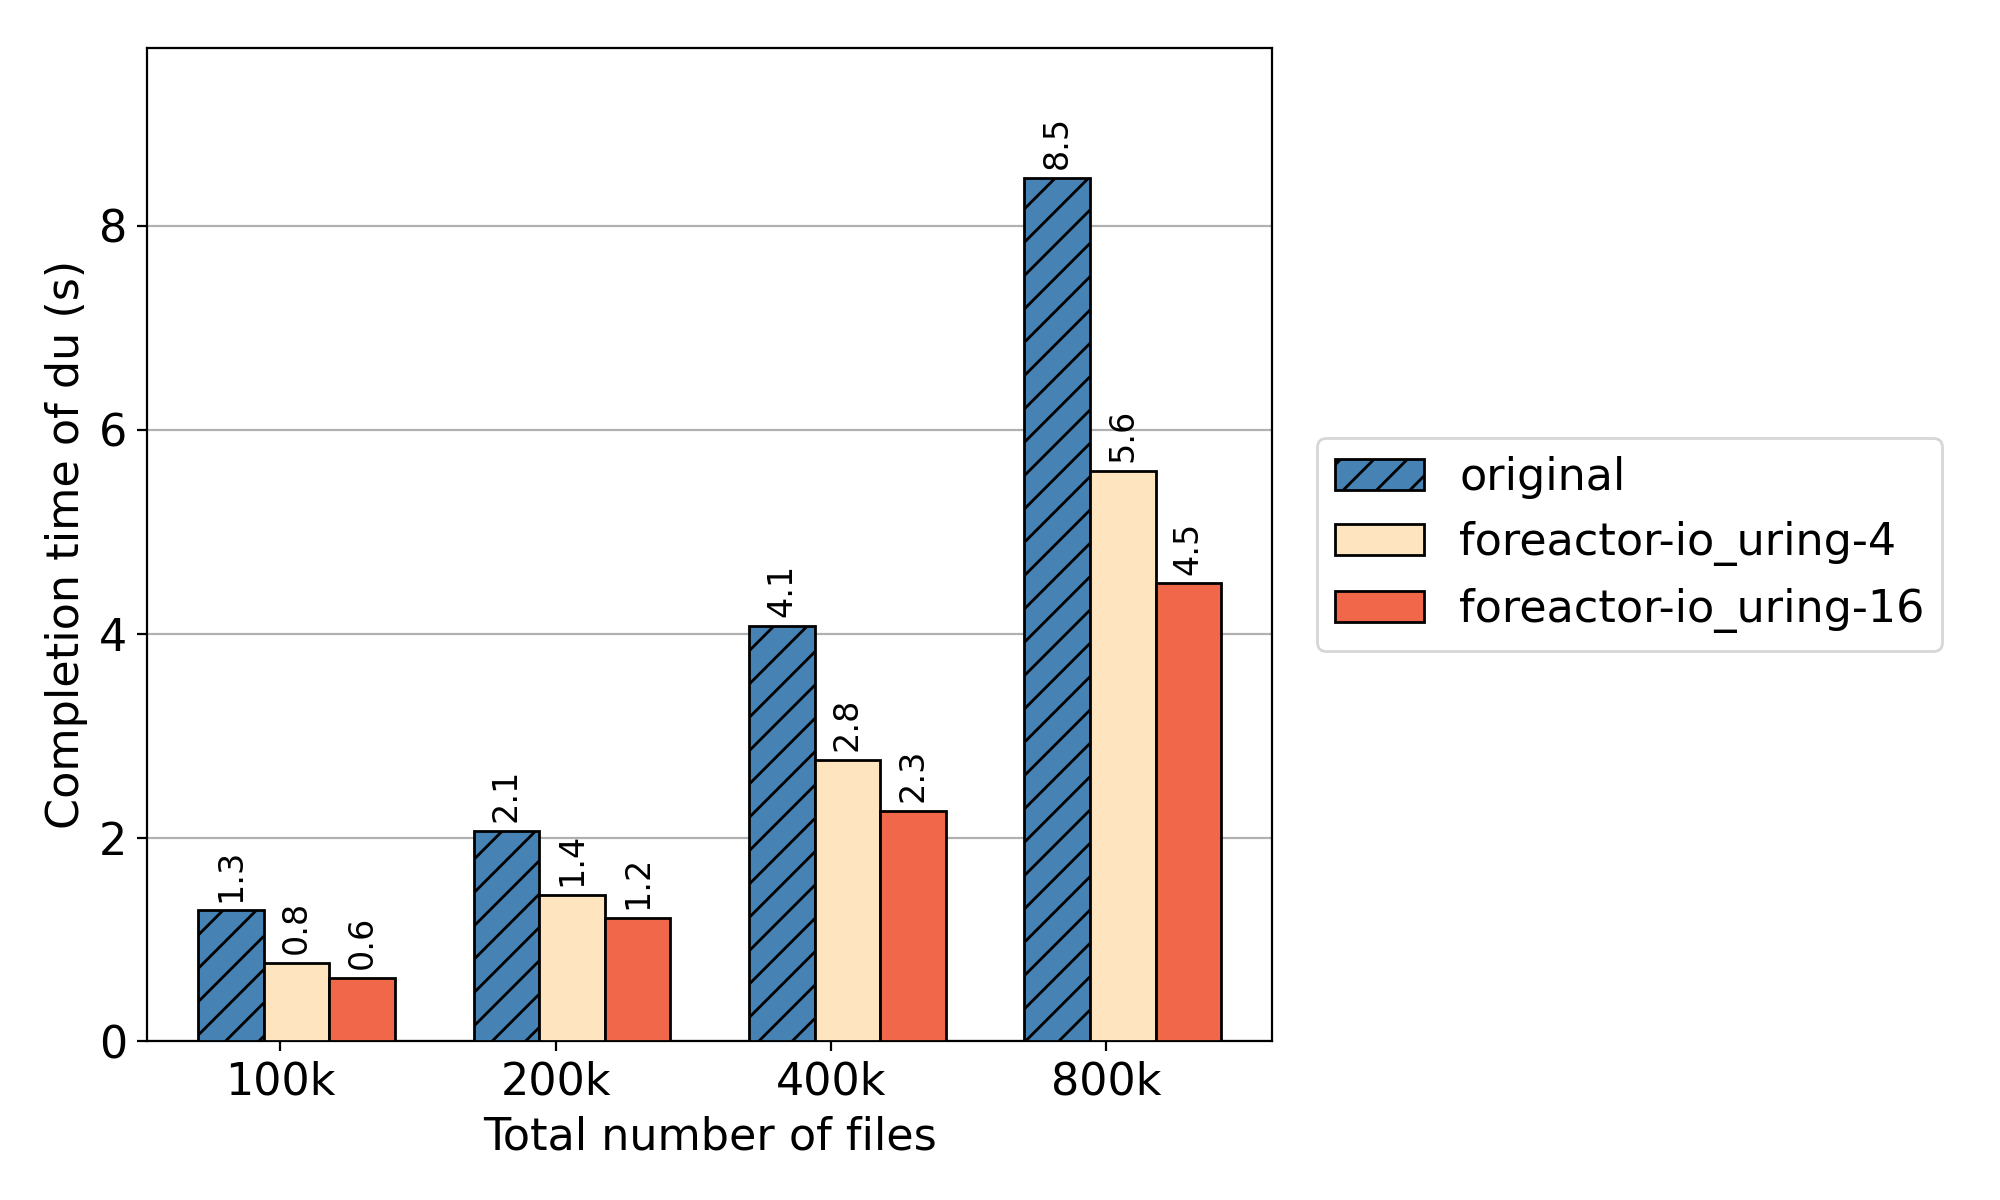 Completion time of du (s)
8
6
4
2
0
1.3
0.8
0.6
2.1
1.4
1.2
4.1
2.8
2.3
8.5
5.6
4.5
100k
200k
400k
800k
Total number of files
original
foreactor-io_uring-4
foreactor-io_uring-16